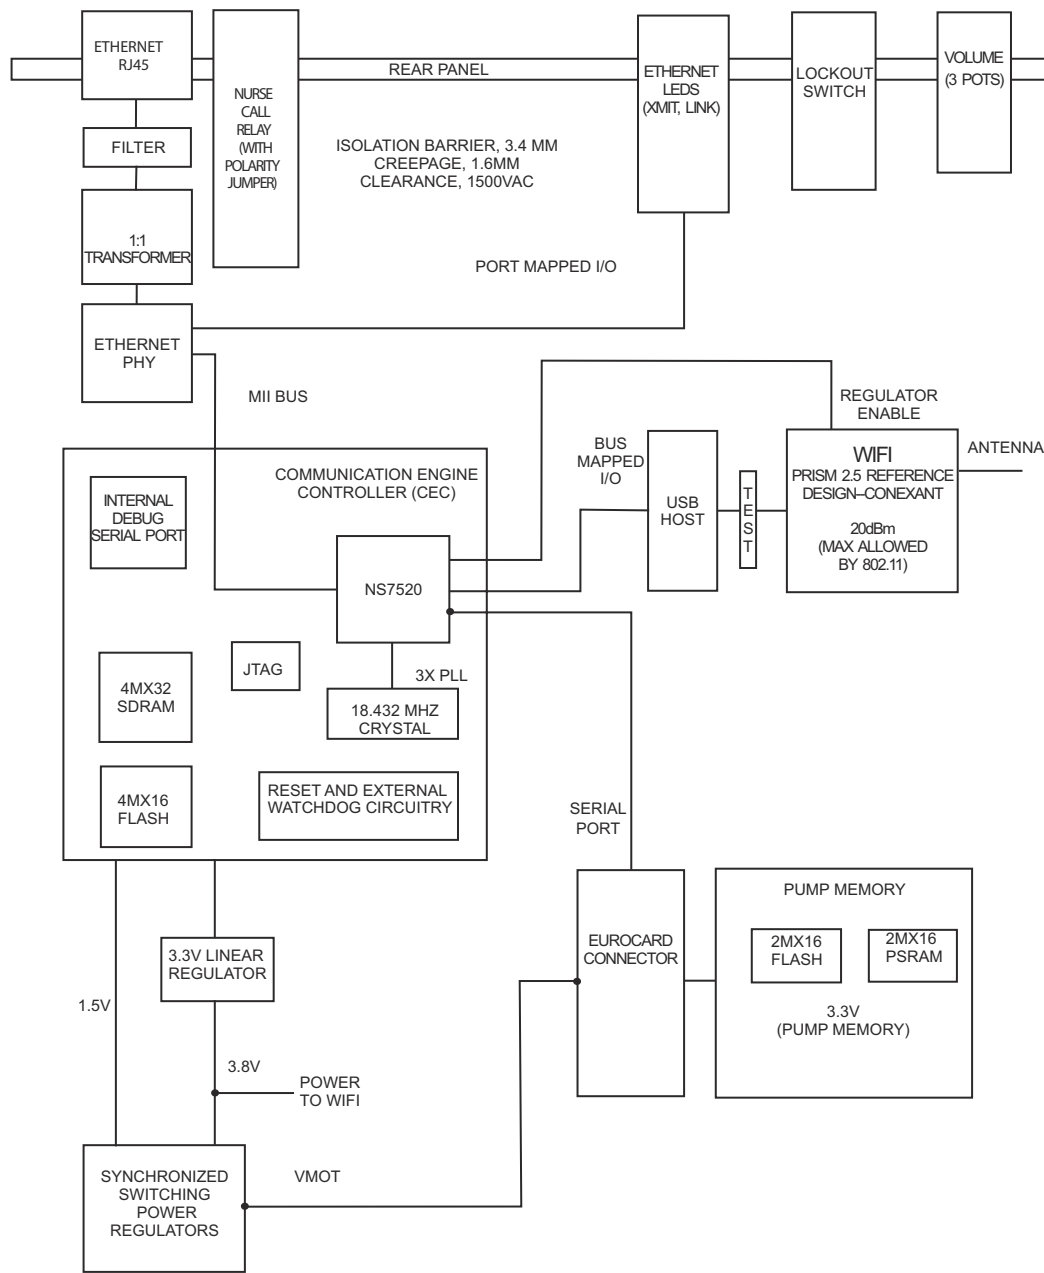 ETHERNET
RJ45
NURSE
CALL
RELAY
(WITH
POLARITY
JUMPER)
REAR PANEL
ETHERNET
LEDS
(XMIT, LINK)
LOCKOUT
SWITCH
VOLUME
(3 POTS)
FILTER
ISOLATION BARRIER, 3.4 MM
CREEPAGE, 1.6MM
CLEARANCE, 1500VAC
1:1
TRANSFORMER
PORT MAPPED I/O
ETHERNET
PHY
MII BUS
REGULATOR
ENABLE
COMMUNICATION ENGINE
CONTROLLER (CEC)
BUS
MAPPED
I/O
USB
HOST
T
E
S
T
WIFI
PRISM 2.5 REFERENCE
DESIGN–CONEXANT
20dBm
(MAX ALLOWED
BY 802.11)
ANTENNA
INTERNAL
DEBUG
SERIAL PORT
NS7520
JTAG
3X PLL
4MX32
SDRAM
18.432 MHZ
CRYSTAL
4MX16
FLASH
RESET AND EXTERNAL
WATCHDOG CIRCUITRY
SERIAL
PORT
EUROCARD
CONNECTOR
PUMP MEMORY
2MX16
FLASH
2MX16
PSRAM
3.3V
(PUMP MEMORY)
3.3V LINEAR
REGULATOR
1.5V
3.8V
POWER
TO WIFI
SYNCHRONIZED
SWITCHING
POWER
REGULATORS
VMOT